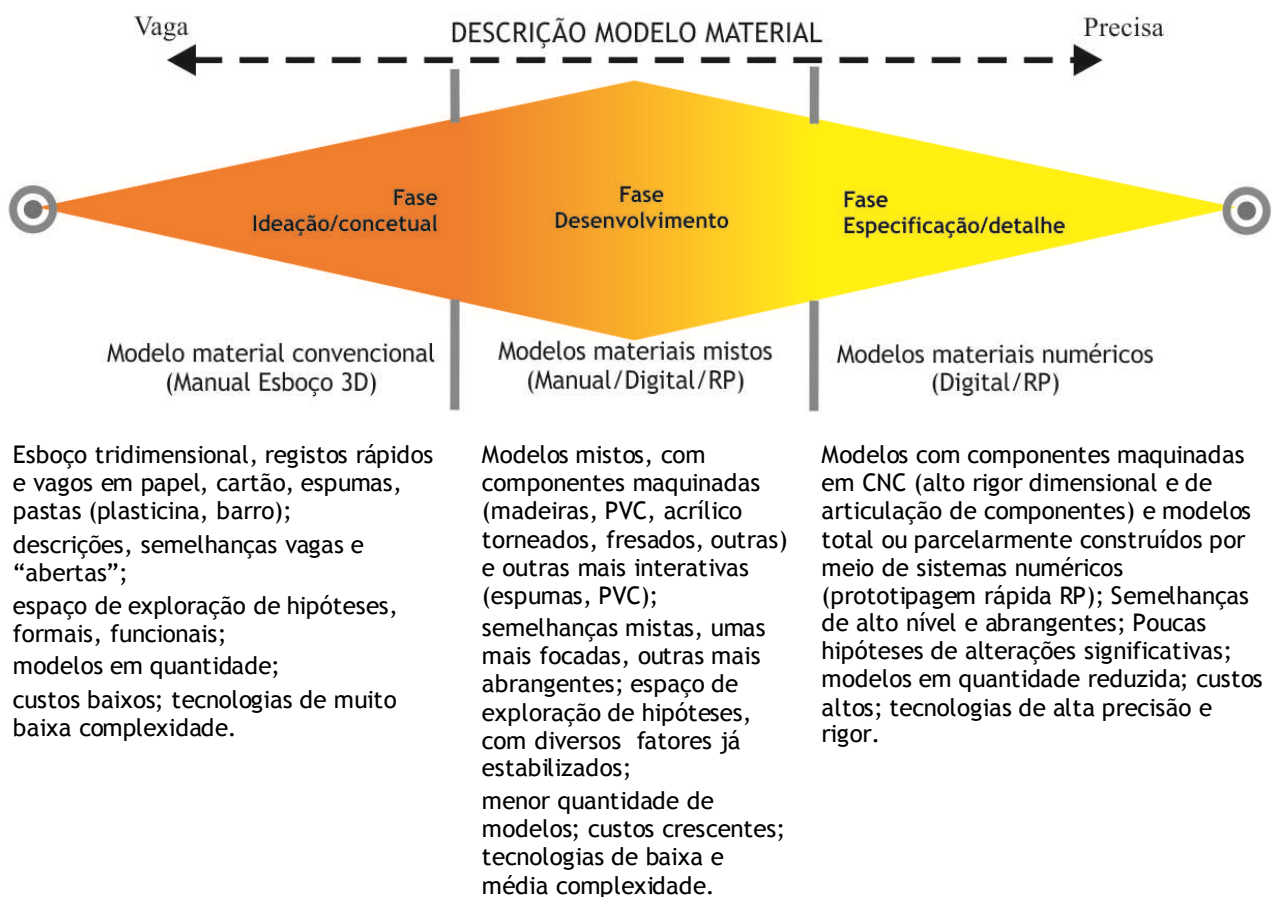 Vaga
DESCRIÇÃO MODELO MATERIAL
Precisa
Fase
Ideação/concetual
Fase
Desenvolvimento
Fase
Especificação/detalhe
Modelo material convencional
(Manual Esboço 3D)
Modelos materiais mistos
(Manual/Digital/RP)
Modelos materiais numéricos
(Digital/RP)
Esboço tridimensional, registos rápidos
e vagos em papel, cartão, espumas,
pastas (plasticina, barro);
descrições, semelhanças vagas e
“abertas”;
espaço de exploração de hipóteses,
formais, funcionais;
modelos em quantidade;
custos baixos; tecnologias de muito
baixa complexidade.
Modelos mistos, com
componentes maquinadas
(madeiras, PVC, acrílico
torneados, fresados, outras)
e outras mais interativas
(espumas, PVC);
semelhanças mistas, umas
mais focadas, outras mais
abrangentes; espaço de
exploração de hipóteses,
com diversos fatores já
estabilizados;
menor quantidade de
modelos; custos crescentes;
tecnologias de baixa e
média complexidade.
Modelos com componentes maquinadas
em CNC (alto rigor dimensional e de
articulação de componentes) e modelos
total ou parcelarmente construídos por
meio de sistemas numéricos
(prototipagem rápida RP); Semelhanças
de alto nível e abrangentes; Poucas
hipóteses de alterações significativas;
modelos em quantidade reduzida; custos
altos; tecnologias de alta precisão e
rigor.